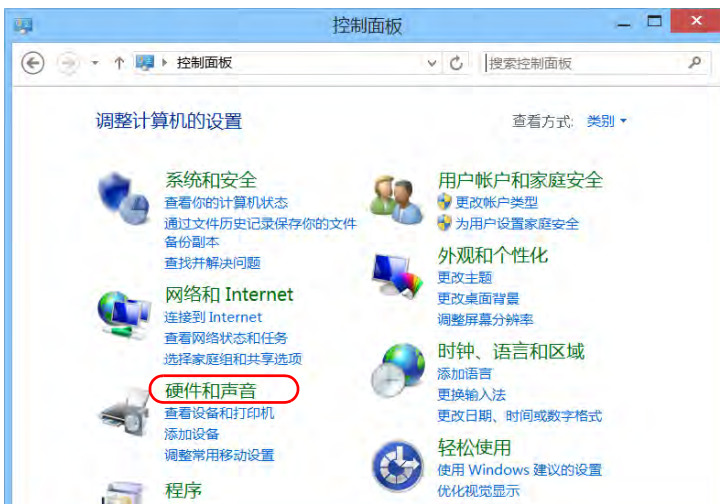 控制面板
控制面板
搜索控制面板
调整计算机的设置
查看方式: 类别
系统和安全
查看你的计算机状态
通过文件历史记录保存你的文件
备份副本
查找并解决问题
网络和 Internet
连接到 Internet
查看网络状态和任务
选择家庭组和共享选项
硬件和声音
查看设备和打印机
添加设备
调整常用移动设置
程序
用户帐户和家庭安全
更改帐户类型
为用户设置家庭安全
外观和个性化
更改主题
更改桌面背景
调整屏幕分辨率
时钟、语言和区域
添加语言
更换输入法
更改日期、时间或数字格式
轻松使用
使用 Windows 建议的设置
优化视觉显示